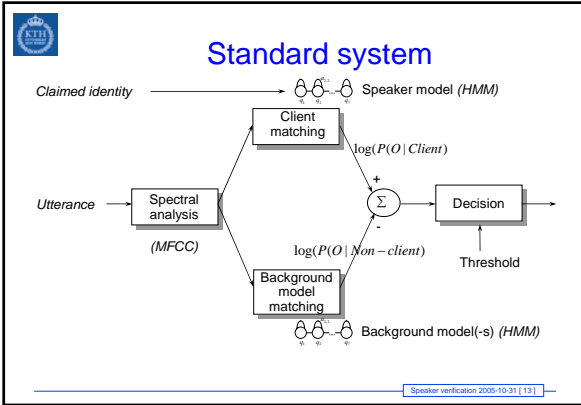 KTH
Standard system
Claimed identity
Speaker model (HMM)
Client
matching
log(P(O | Client)
+
Utterance
Spectral
analysis
Σ
Decision
(MFCC)
-
log(P(O | Non − client)
Threshold
Background
model
matching
Background model(-s) (HMM)
Speaker verification 2005-10-31 [ 13 ]